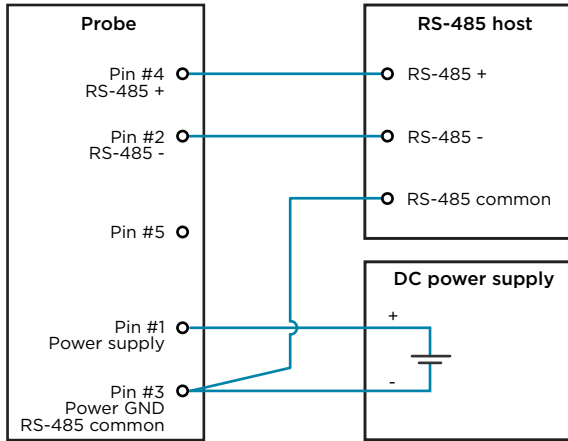 Probe
Pin #4
RS-485 +
Pin #2
RS-485 -
Pin #5
Pin #1
Power supply
Pin #3
Power GND
RS-485 common
RS-485 host
RS-485 +
RS-485 -
RS-485 common
DC power supply
+
-